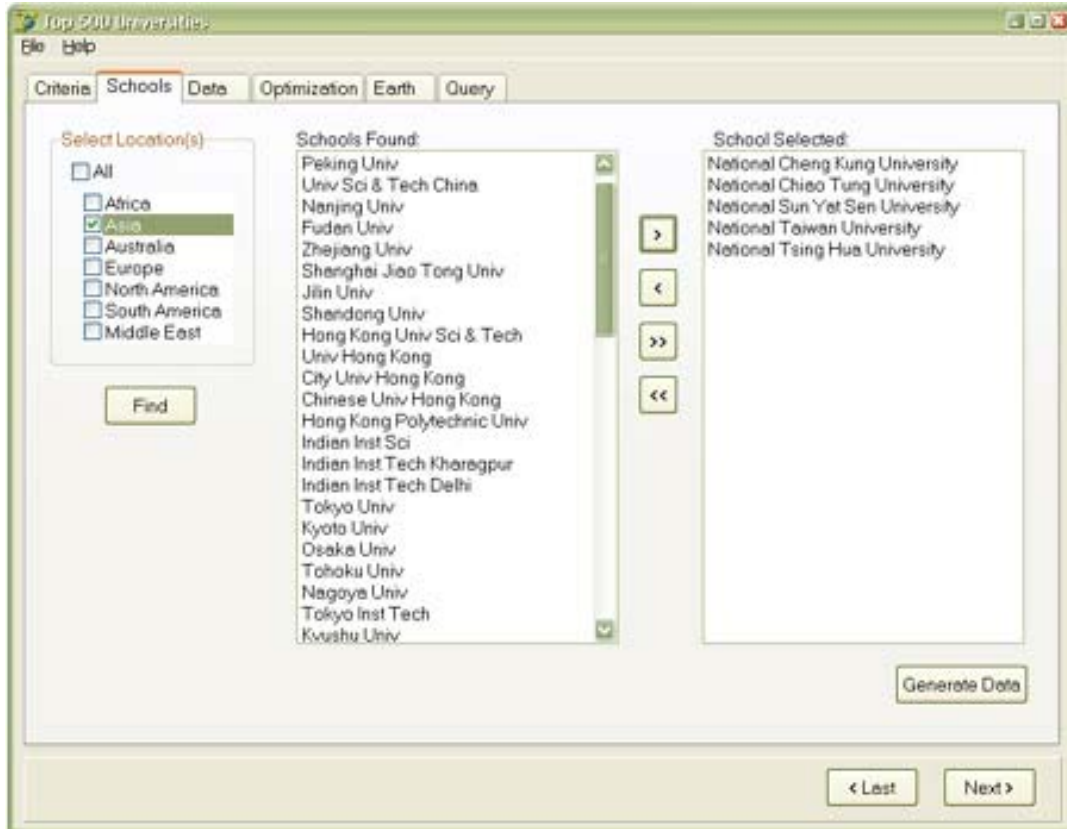 Top 500 Universities
File Help
Criteria Schools Data Optimization Earth Query
Select Location(s)
All
Africa
Asia
Australia
Europe
North America
South America
Middle East
Find
Schools Found:
Peking Univ
Univ Sci & Tech China
Nanjing Univ
Fudan Univ
Zhejiang Univ
Shanghai Jiao Tong Univ
Jilin Univ
Shandong Univ
Hong Kong Univ Sci & Tech
Univ Hong Kong
City Univ Hong Kong
Chinese Univ Hong Kong
Hong Kong Polytechnic Univ
Indian Inst Sci
Indian Inst Tech Kharagpur
Indian Inst Tech Delhi
Tokyo Univ
Kyoto Univ
Osaka Univ
Tohoku Univ
Nagoya Univ
Tokyo Inst Tech
Kyushu Univ
>
<
>>
<<
School Selected:
National Cheng Kung University
National Chiao Tung University
National Sun Yat Sen University
National Taiwan University
National Tsing Hua University
Generate Data
< Last
Next >